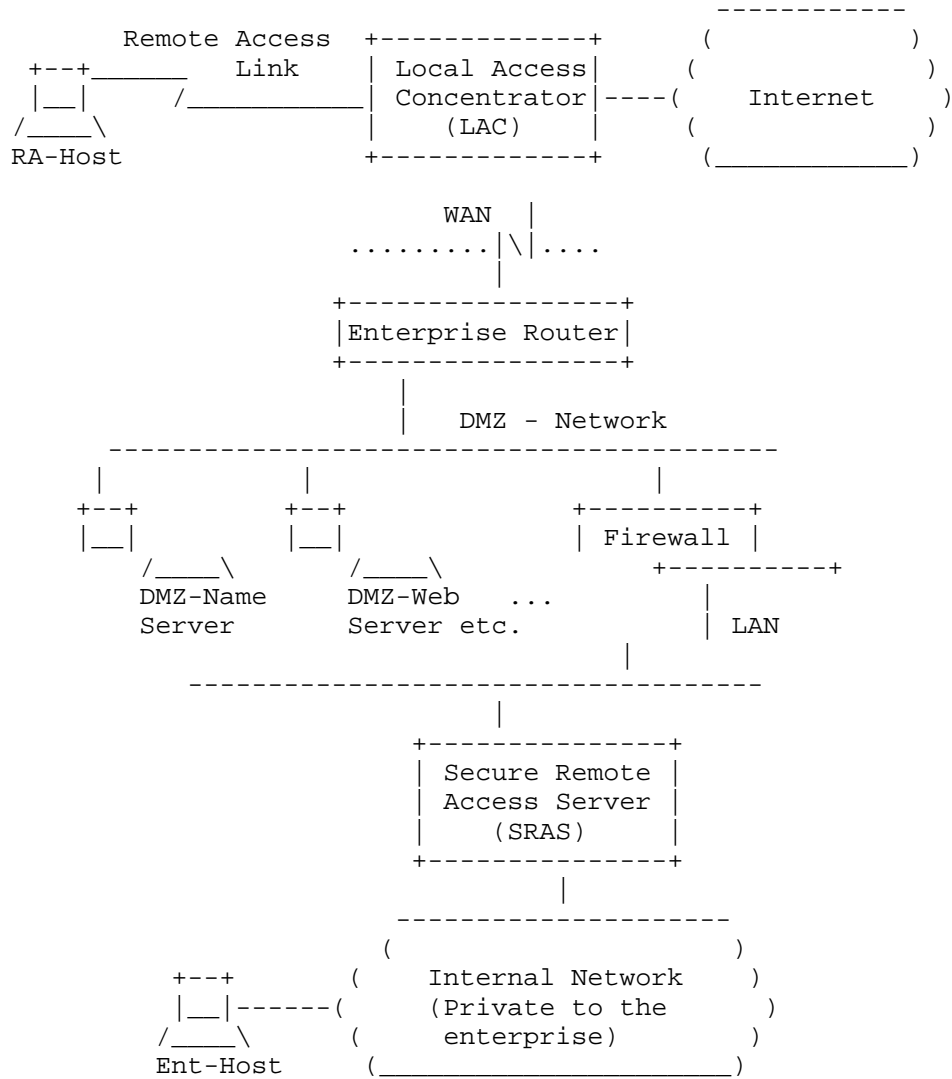 Remote Access
Link
Local Access
Concentrator
(LAC)
Internet
RA-Host
WAN
Enterprise Router
DMZ - Network
Firewall
DMZ-Name
Server
DMZ-Web
Server etc.
...
LAN
Secure Remote
Access Server
(SRAS)
Internal Network
(Private to the
enterprise)
Ent-Host